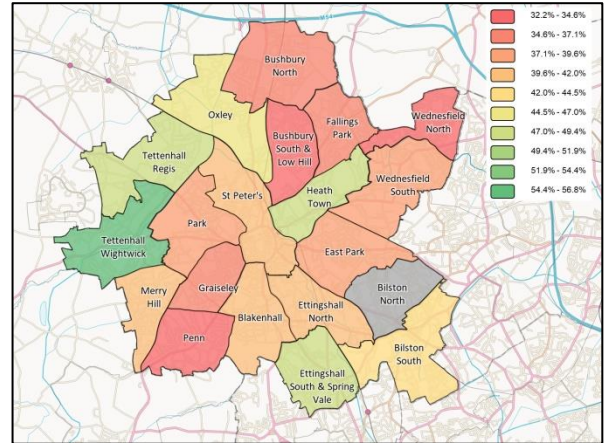 32.2% - 34.6%
34.6% - 37.1%
37.1% - 39.6%
39.6% - 42.0%
42.0% - 44.5%
44.5% - 47.0%
47.0% - 49.4%
49.4% - 51.9%
51.9% - 54.4%
54.4% - 56.8%
Bushbury
North
Oxley
Bushbury
South &
Low Hill
Fallings
Park
Wednesfield
North
Tettenhall
Regis
Wednesfield
South
St Peter's
Heath
Town
Park
Tettenhall
Wightwick
East Park
Merry
Hill
Graiseley
Bilston
North
Blakenhall
Ettingshall
North
Penn
Bilston
South
Ettingshall
South & Spring
Vale